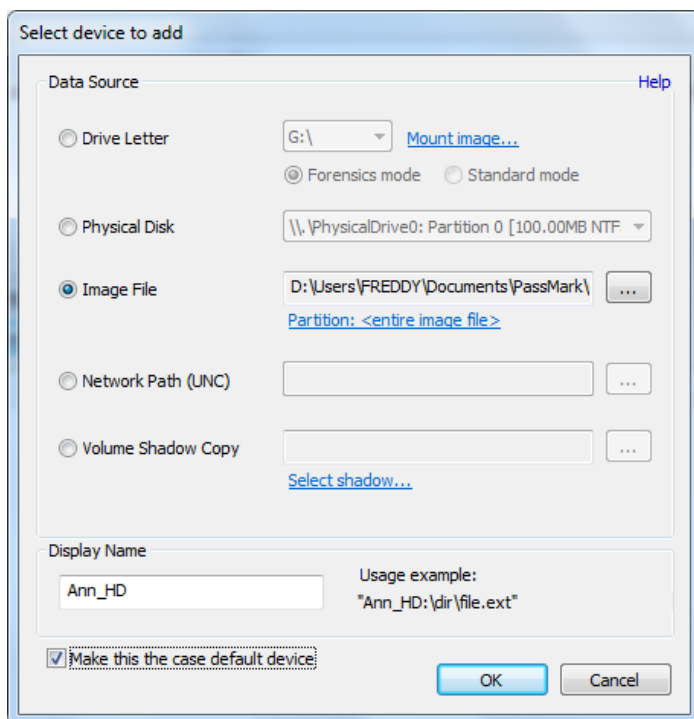 Select device to add
Data Source Help
Drive Letter G:\ Mount image...
Forensics mode Standard mode
Physical Disk \\.\PhysicalDrive0: Partition 0 [100.00MB NTF
Image File D:\Users\FREDDY\Documents\PassMark\ ...
Partition: <entire image file>
Network Path (UNC) ...
Volume Shadow Copy ...
Select shadow...
Display Name
Ann_HD Usage example:
"Ann_HD:\dir\file.ext"
Make this the case default device
OK Cancel